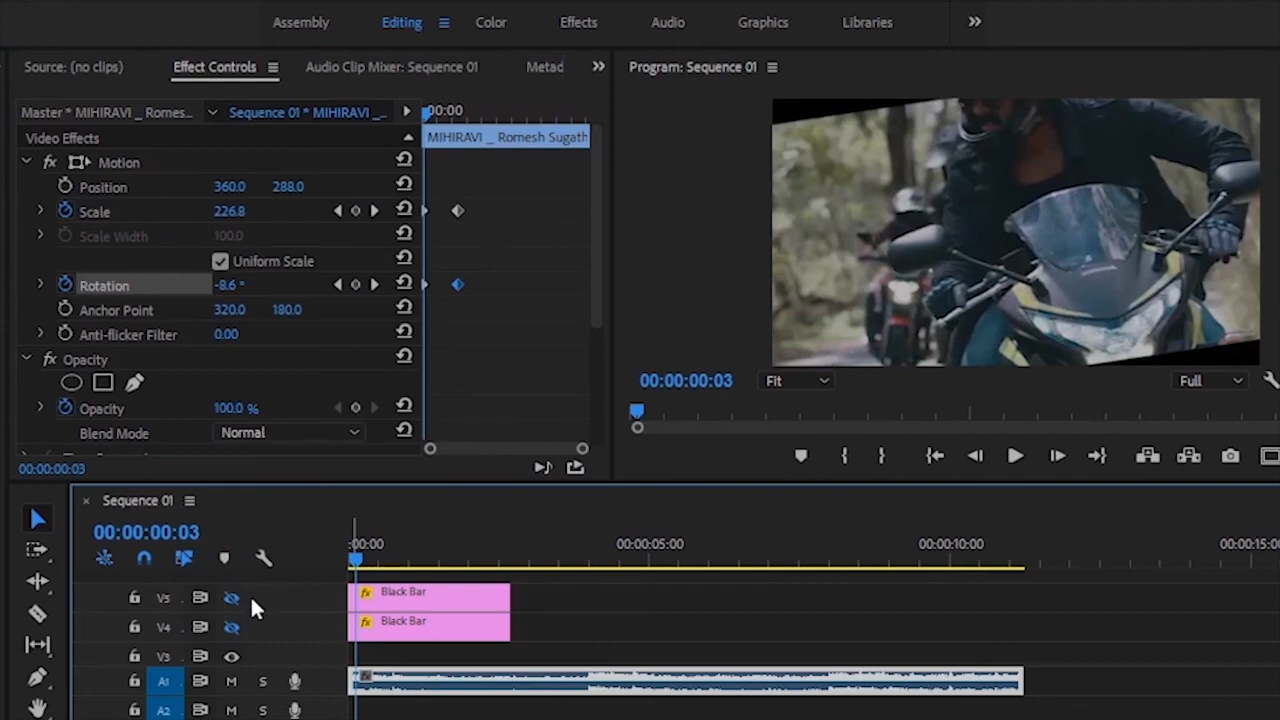 Assembly Editing Color Effects Audio Graphics Libraries
Source: (no clips) Effect Controls Audio Clip Mixer: Sequence 01 Metad
Program: Sequence 01
Master * MIHIRAVI _ Romes... Sequence 01 * MIHIRAVI _... :00:00
Video Effects MIHIRAVI _ Romesh Sugath
fx Motion
Position 360.0 288.0
Scale 226.8
Scale Width 100.0
Uniform Scale
Rotation -8.6 °
Anchor Point 320.0 180.0
Anti-flicker Filter 0.00
fx Opacity
Opacity 100.0 %
Blend Mode Normal
00:00:00:03
00:00:00:03 Fit Full
× Sequence 01
00:00:00:03
:00:00 00:00:05:00 00:00:10:00 00:00:15:0
V5 fx Black Bar
V4 fx Black Bar
V3
A1 M S fx
A2 M S